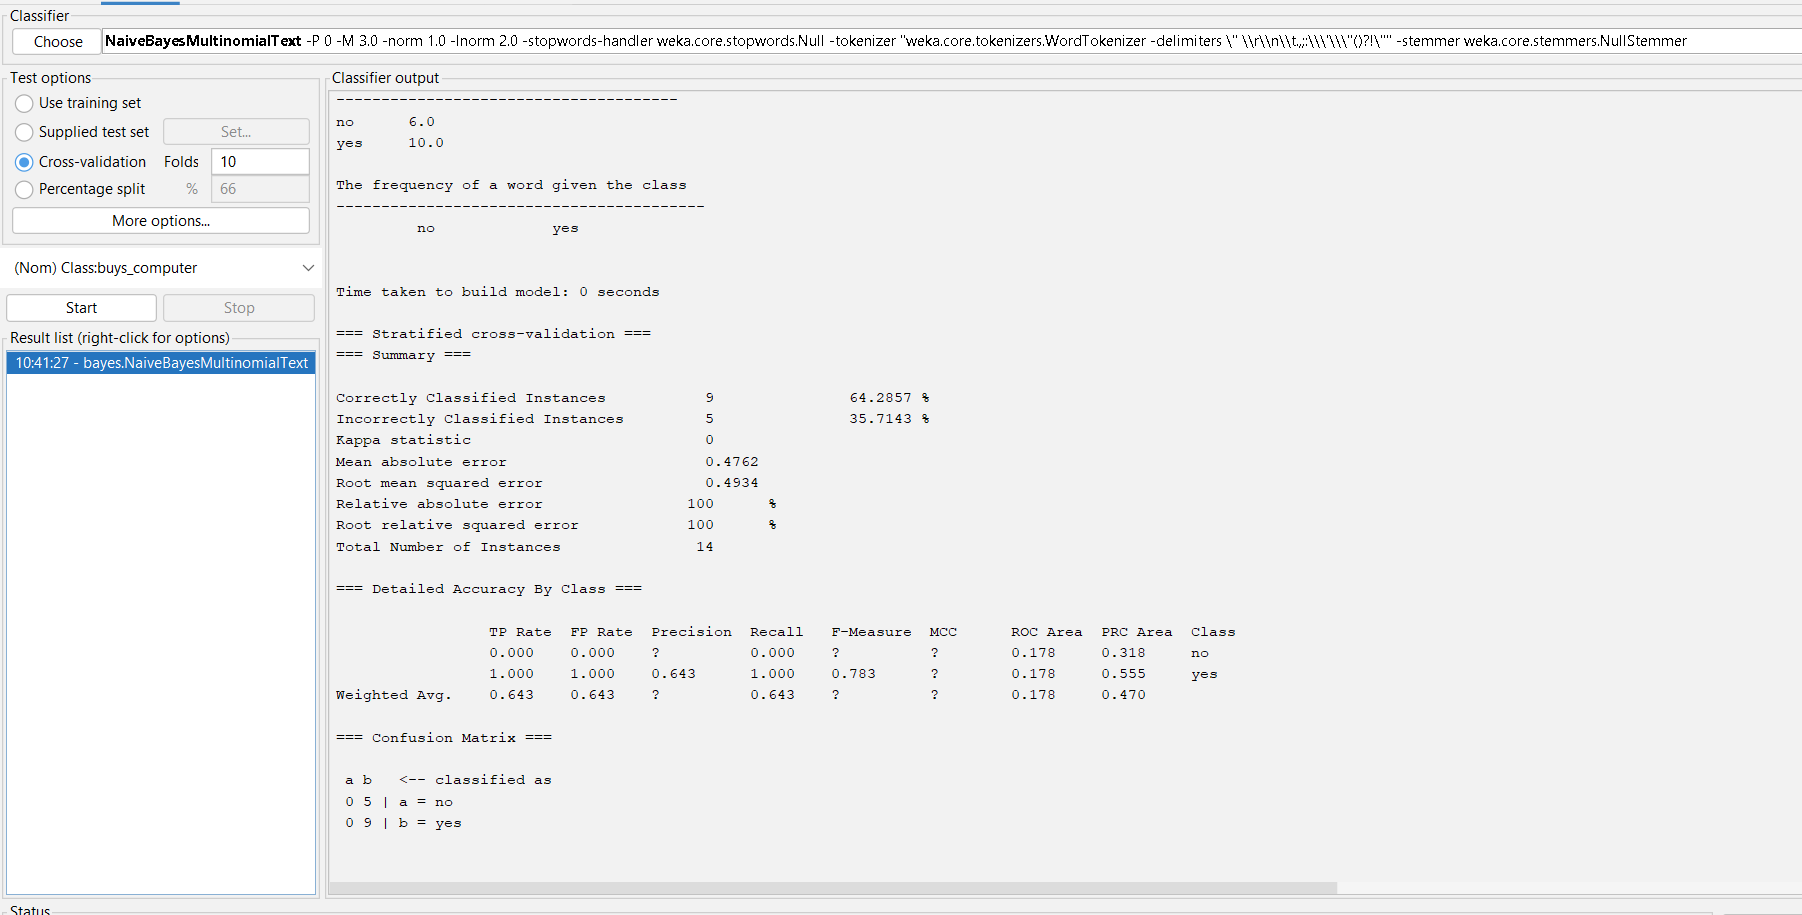 Classifier
Choose NaiveBayesMultinomialText -P 0 -M 3.0 -norm 1.0 -lnorm 2.0 -stopwords-handler weka.core.stopwords.Null -tokenizer "weka.core.tokenizers.WordTokenizer -delimiters \" \\r\\n\\t.,;:\\\'\\\"()?!\"" -stemmer weka.core.stemmers.NullStemmer
Test options
Use training set
Supplied test set Set...
Cross-validation Folds 10
Percentage split % 66
More options...
(Nom) Class:buys_computer
Start Stop
Result list (right-click for options)
10:41:27 - bayes.NaiveBayesMultinomialText
Classifier output
--------------------------------------
no 6.0
yes 10.0
The frequency of a word given the class
-----------------------------------------
no yes
Time taken to build model: 0 seconds
=== Stratified cross-validation ===
=== Summary ===
Correctly Classified Instances 9 64.2857 %
Incorrectly Classified Instances 5 35.7143 %
Kappa statistic 0
Mean absolute error 0.4762
Root mean squared error 0.4934
Relative absolute error 100 %
Root relative squared error 100 %
Total Number of Instances 14
=== Detailed Accuracy By Class ===
TP Rate FP Rate Precision Recall F-Measure MCC ROC Area PRC Area Class
0.000 0.000 ? 0.000 ? ? 0.178 0.318 no
1.000 1.000 0.643 1.000 0.783 ? 0.178 0.555 yes
Weighted Avg. 0.643 0.643 ? 0.643 ? ? 0.178 0.470
=== Confusion Matrix ===
a b <-- classified as
0 5 | a = no
0 9 | b = yes
Status